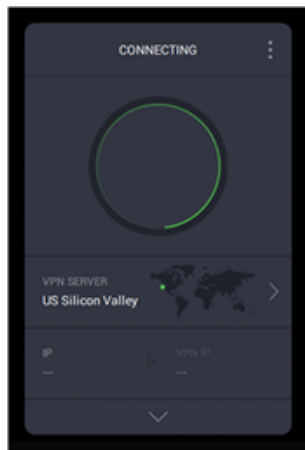 CONNECTING
VPN SERVER
US Silicon Valley
IP
VPN IP
—
—